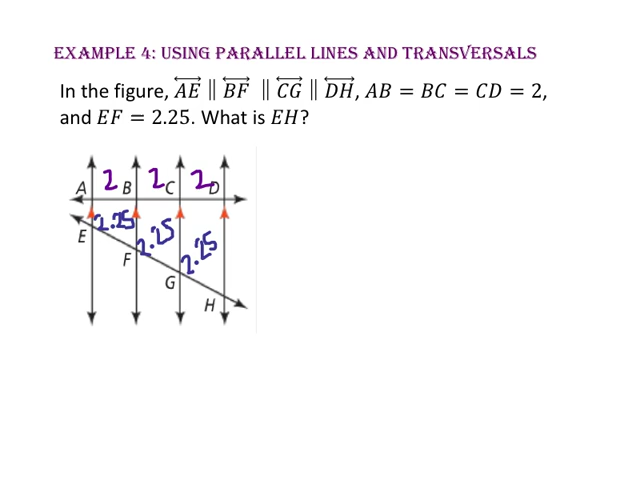 EXAMPLE 4: USING PARALLEL LINES AND TRANSVERSALS
In the figure, AE ∥ BF ∥ CG ∥ DH, AB = BC = CD = 2,
and EF = 2.25. What is EH?
A 2 B 2 C 2 D
E 2.25
F 2.25
G 2.25
H